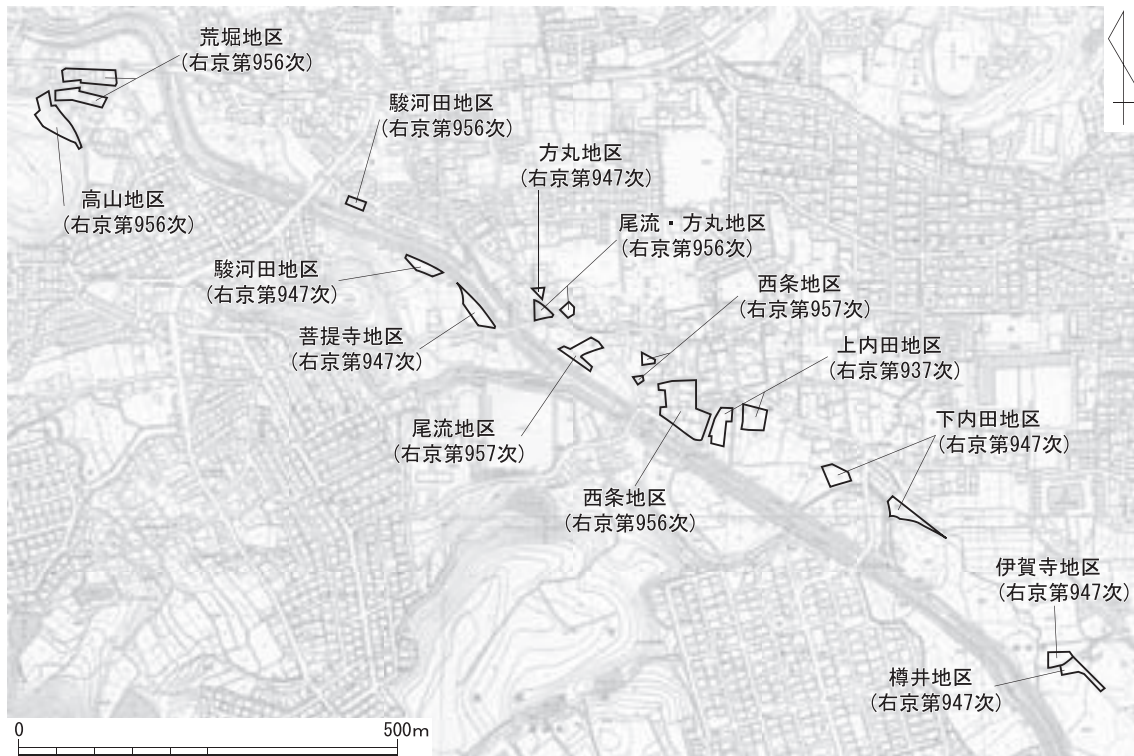 荒堀地区
(右京第956次)
駿河田地区
(右京第956次)
方丸地区
(右京第947次)
高山地区
(右京第956次)
尾流・方丸地区
(右京第956次)
駿河田地区
(右京第947次)
西条地区
(右京第957次)
菩提寺地区
(右京第947次)
上内田地区
(右京第937次)
尾流地区
(右京第957次)
下内田地区
(右京第947次)
西条地区
(右京第956次)
伊賀寺地区
(右京第947次)
樽井地区
(右京第947次)
0 500m